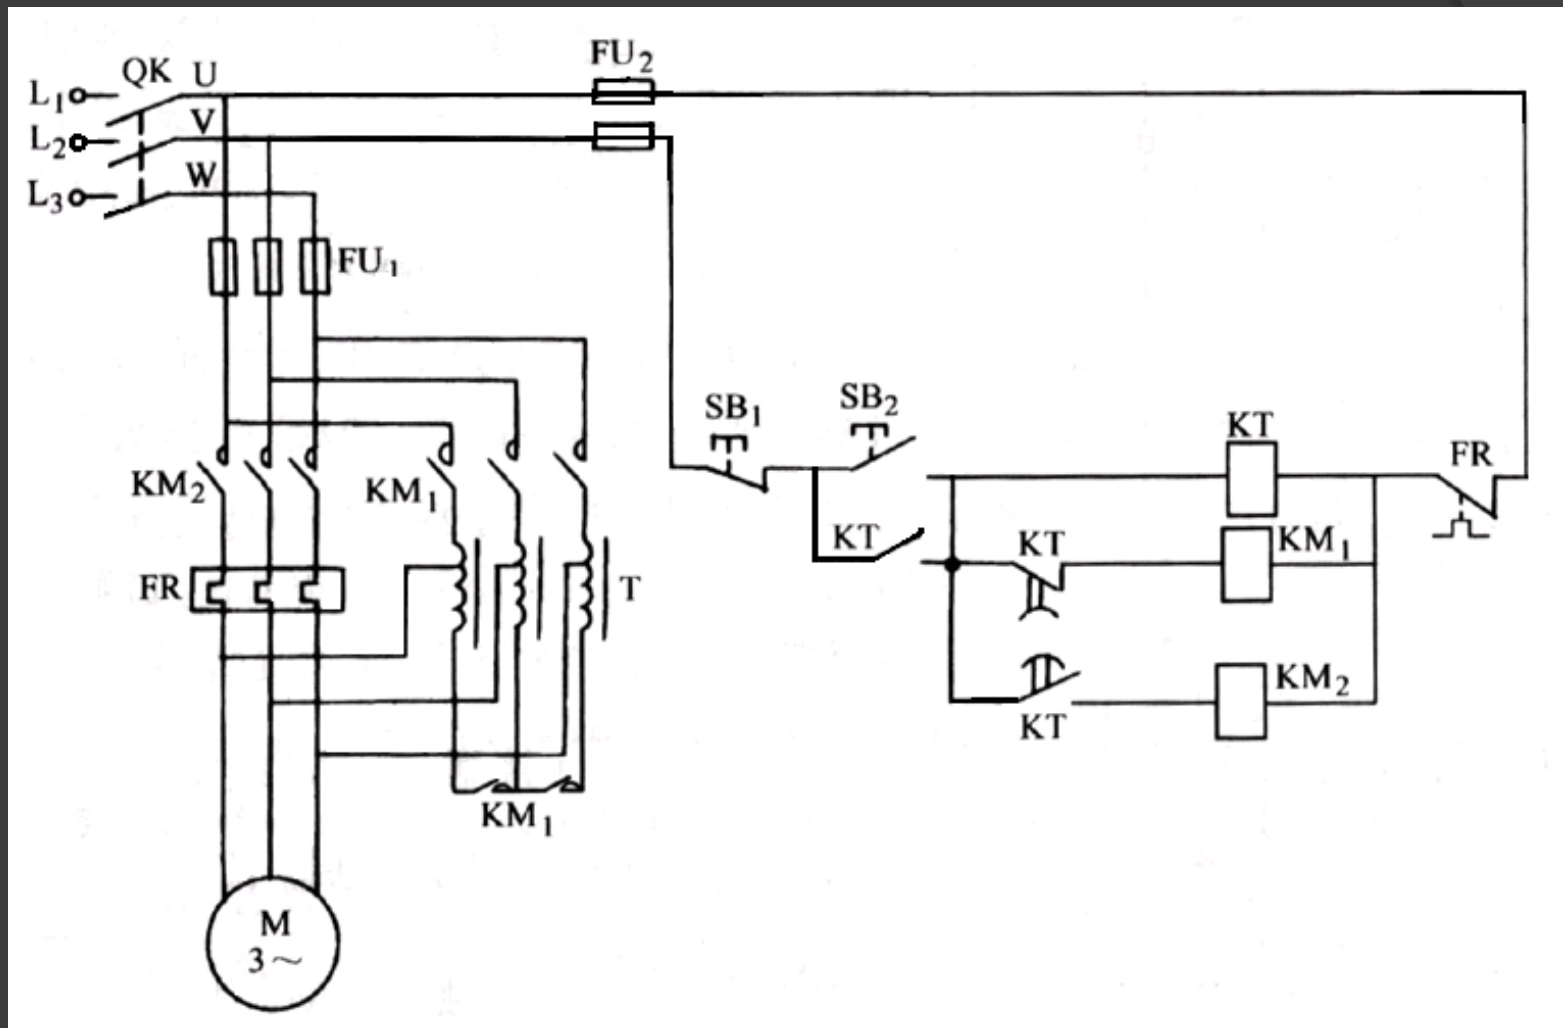 FU₂
QK U
L₁
V
L₂
W
L₃
FU₁
SB₁
SB₂
KT
FR
KM₂
KM₁
KT
KT
KM₁
FR
T
KM₂
KT
KM₁
M
3～